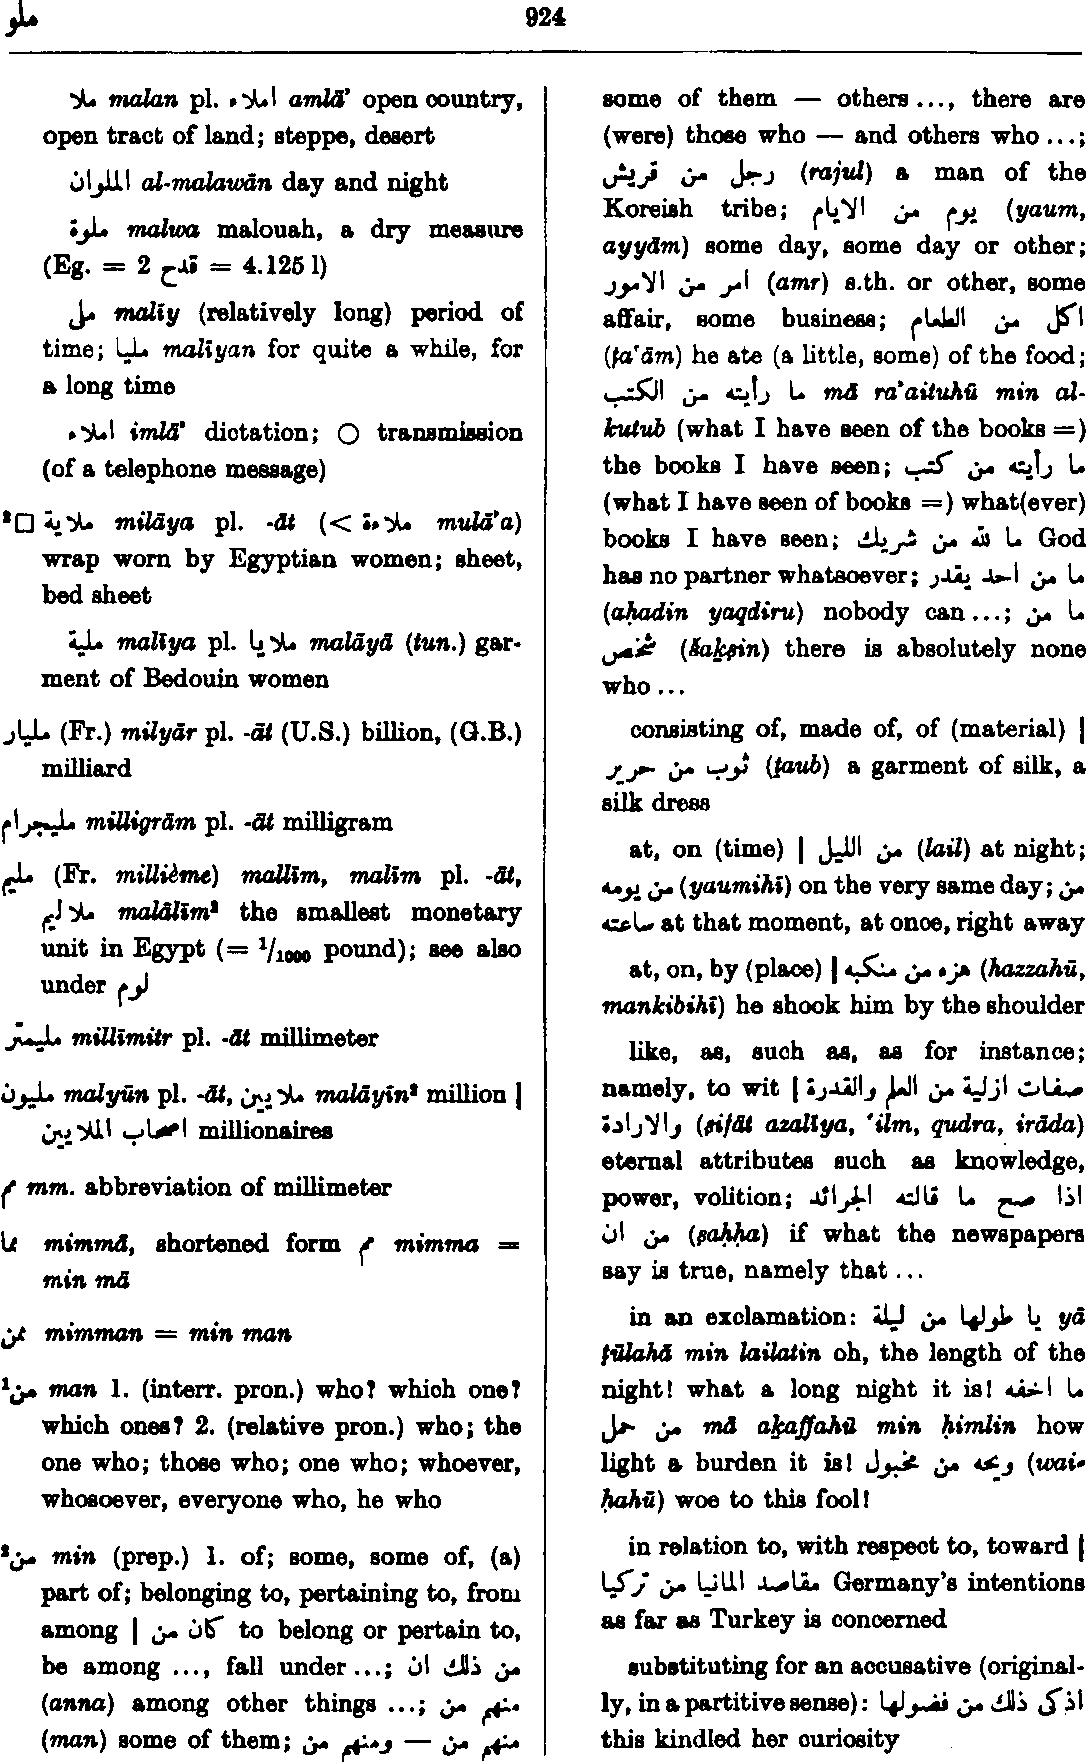 ملو
924
ملا malan pl. املاء amlā’ open country,
open tract of land; steppe, desert
الملوان al-malawān day and night
ملوة malwa malouah, a dry measure
(Eg. = 2 قدح = 4.125 l)
ملى malīy (relatively long) period of
time; مليا malīyan for quite a while, for
a long time
املاء imlā’ dictation; ○ transmission
(of a telephone message)
²□ ملاية milāya pl. -āt (< ملاءة mulā’a)
wrap worn by Egyptian women; sheet,
bed sheet
ملية malīya pl. ملايا malāyā (tun.) gar-
ment of Bedouin women
مليار (Fr.) milyār pl. -āt (U.S.) billion, (G.B.)
milliard
مليجرام milligrām pl. -āt milligram
مليم (Fr. millième) mallīm, malīm pl. -āt,
ملاليم malālīm² the smallest monetary
unit in Egypt (= ¹/₁₀₀₀ pound); see also
under لوم
مليمتر millīmitr pl. -āt millimeter
مليون malyūn pl. -āt, ملايين malāyīn² million |
اصحاب الملايين millionaires
مم mm. abbreviation of millimeter
مما mimmā, shortened form مم mimma =
min mā
ممن mimman = min man
¹من man 1. (interr. pron.) who? which one?
which ones? 2. (relative pron.) who; the
one who; those who; one who; whoever,
whosoever, everyone who, he who
²من min (prep.) 1. of; some, some of, (a)
part of; belonging to, pertaining to, from
among | كان من to belong or pertain to,
be among ..., fall under ...; من ذلك ان
(anna) among other things ...; منهم من
(man) some of them; منهم من — ومنهم من
some of them — others ..., there are
(were) those who — and others who ...;
رجل من قريش (rajul) a man of the
Koreish tribe; يوم من الايام (yaum,
ayyām) some day, some day or other;
امر من الامور (amr) s.th. or other, some
affair, some business; اكل من الطعام
(ṭa‘ām) he ate (a little, some) of the food;
ما رأيته من الكتب mā ra’aituhū min al-
kutub (what I have seen of the books =)
the books I have seen; ما رأيته من كتب
(what I have seen of books =) what(ever)
books I have seen; ما لله من شريك God
has no partner whatsoever; ما من احد يقدر
(aḥadin yaqdiru) nobody can ...; ما من
شخص (šaḵṣin) there is absolutely none
who ...
consisting of, made of, of (material) |
ثوب من حرير (ṯaub) a garment of silk, a
silk dress
at, on (time) | من الليل (lail) at night;
من يومه (yaumihī) on the very same day; من
ساعته at that moment, at once, right away
at, on, by (place) | هزه من منكبه (hazzahū,
mankibihī) he shook him by the shoulder
like, as, such as, as for instance;
namely, to wit | صفات ازلية من العلم والقدرة
والارادة (ṣifāt azalīya, ‘ilm, qudra, irāda)
eternal attributes such as knowledge,
power, volition; اذا صح ما قالته الجرائد
من ان (ṣaḥḥa) if what the newspapers
say is true, namely that ...
in an exclamation: يا طولها من ليلة yā
ṭūlahā min lailatin oh, the length of the
night! what a long night it is! ما اخفه
من حمل mā aḵaffahū min ḥimlin how
light a burden it is! ويحه من مخبول (wai-
ḥahū) woe to this fool!
in relation to, with respect to, toward |
مقاصد المانيا من تركيا Germany’s intentions
as far as Turkey is concerned
substituting for an accusative (original-
ly, in a partitive sense): اذكى ذلك من فضولها
this kindled her curiosity